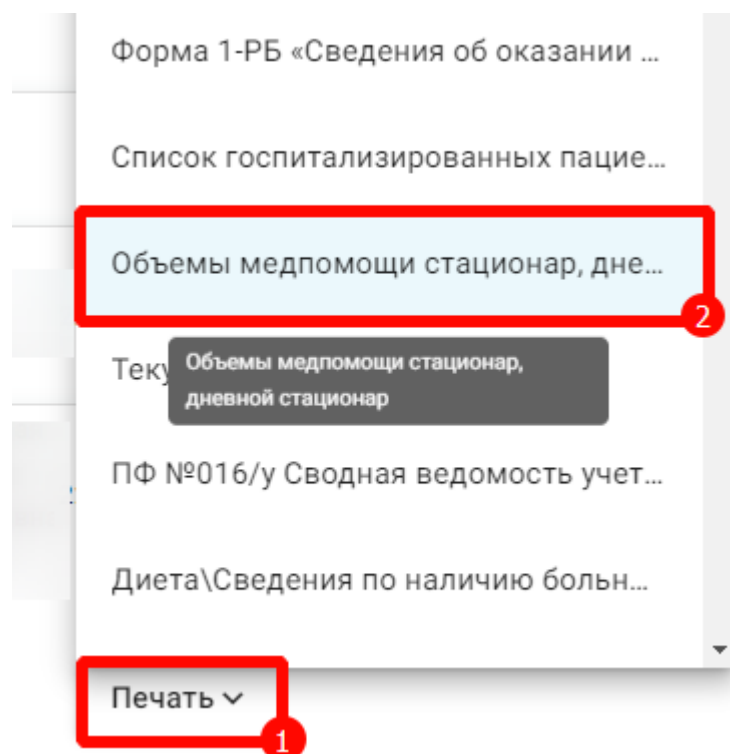 Форма 1-РБ «Сведения об оказании ...
Список госпитализированных пацие...
Объемы медпомощи стационар, дне...
2
Теку
Объемы медпомощи стационар,
дневной стационар
ПФ №016/у Сводная ведомость учет...
Диета\Сведения по наличию больн...
Печать
1